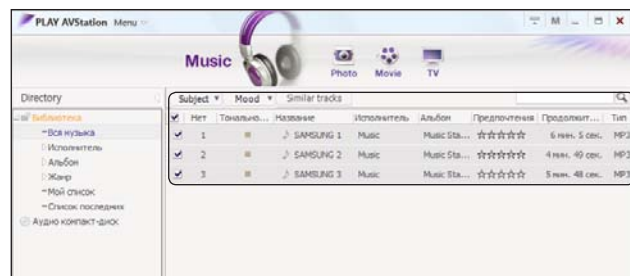 PLAY AVStation Menu
M
Music
Photo Movie TV
Directory
Subject Mood Similar tracks
Библиотека
Вся музыка
Исполнитель
Альбом
Жанр
Мой список
Список последних
Аудио компакт-диск
Нет Тонально... Название Исполнитель Альбом Предпочтения Продолжит... Тип
1 SAMSUNG 1 Music Music Sta... 6 мин. 5 сек. MP3
2 SAMSUNG 2 Music Music Sta... 4 мин. 49 сек. MP3
3 SAMSUNG 3 Music Music Sta... 5 мин. 48 сек. MP3